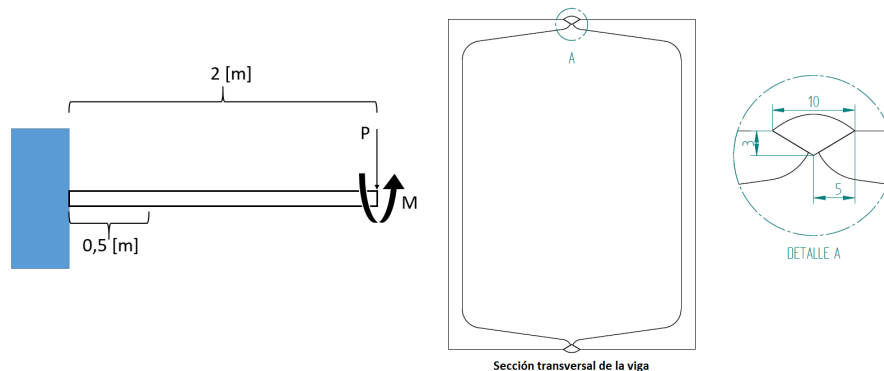 2 [m]
P
M
0,5 [m]
A
Sección transversal de la viga
10
3
5
DETALLE A